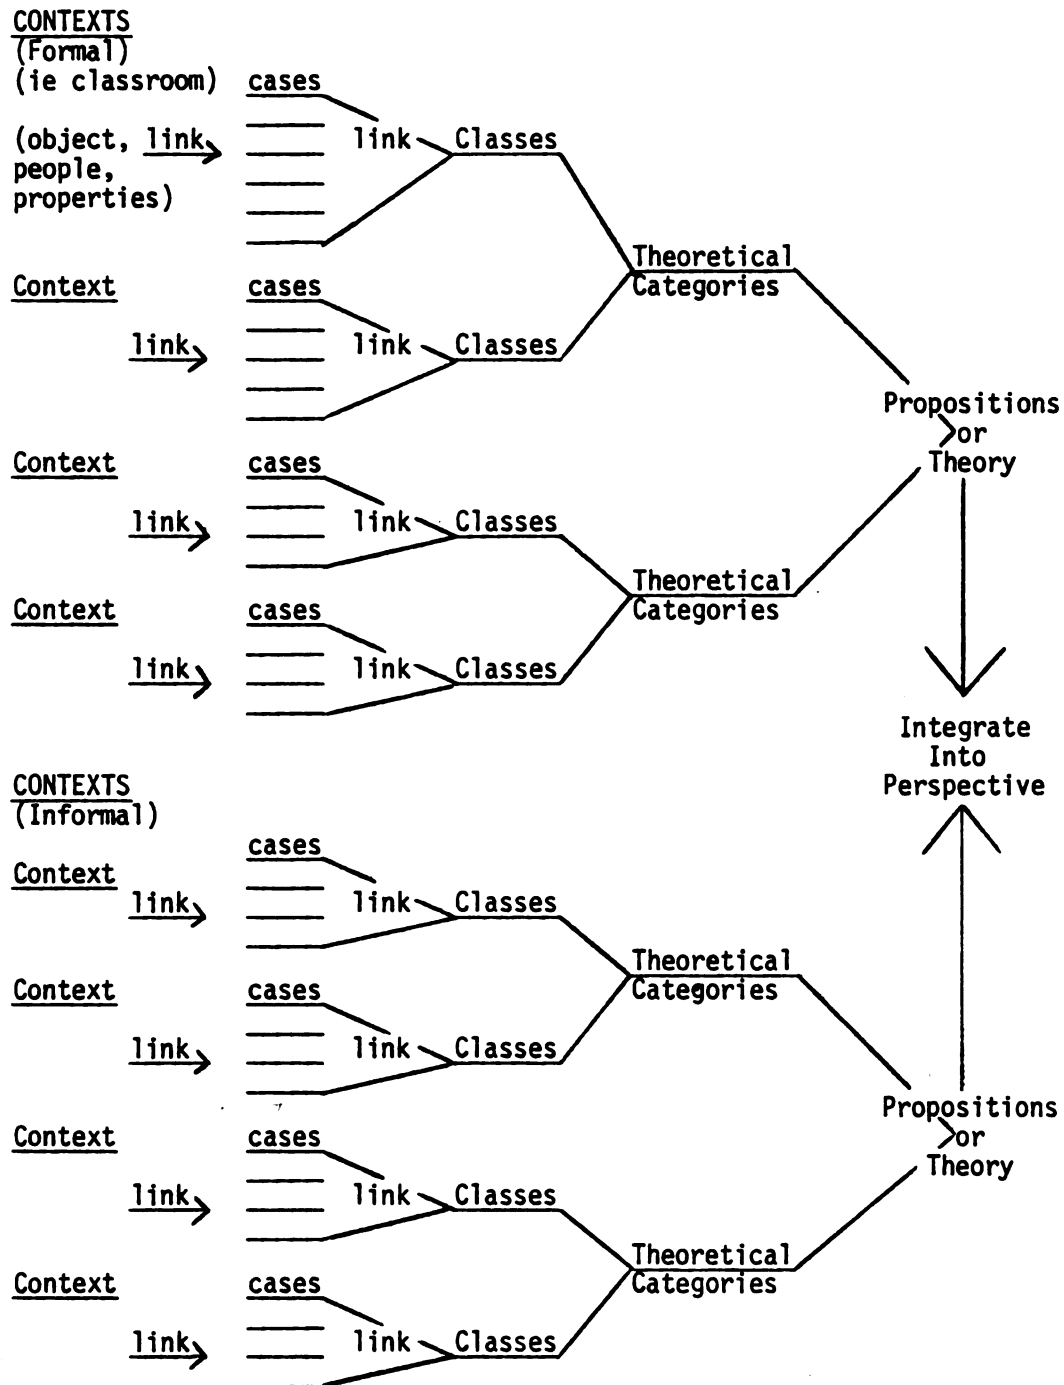 CONTEXTS
(Formal)
(ie classroom) cases
(object, link link Classes
people,
properties)
Theoretical
Context cases Categories
link link Classes
Propositions
or
Context cases Theory
link link Classes
Theoretical
Context cases Categories
link link Classes
Integrate
Into
CONTEXTS Perspective
(Informal)
cases
Context
link link Classes
Theoretical
Context cases Categories
link link Classes
Propositions
Context cases or
Theory
link link Classes
Theoretical
Context cases Categories
link link Classes